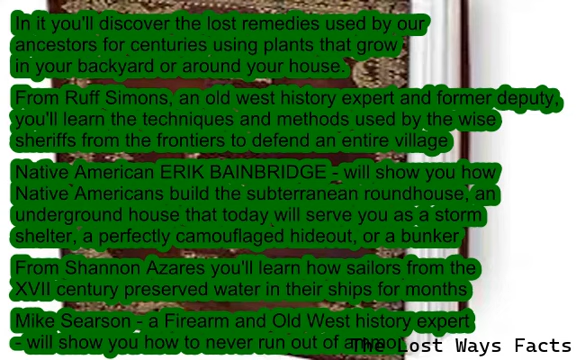 In it you'll discover the lost remedies used by our
ancestors for centuries using plants that grow
in your backyard or around your house.
From Ruff Simons, an old west history expert and former deputy,
you'll learn the techniques and methods used by the wise
sheriffs from the frontiers to defend an entire village
Native American ERIK BAINBRIDGE - will show you how
Native Americans build the subterranean roundhouse, an
underground house that today will serve you as a storm
shelter, a perfectly camouflaged hideout, or a bunker
From Shannon Azares you'll learn how sailors from the
XVII century preserved water in their ships for months
Mike Searson - a Firearm and Old West history expert
- will show you how to never run out of
The Lost Ways Facts